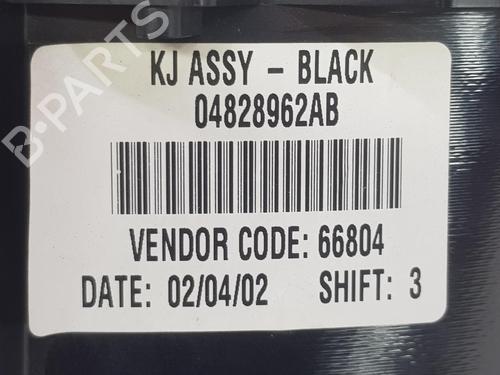 KJ ASSY - BLACK
04828962AB
VENDOR CODE: 66804
DATE: 02/04/02 SHIFT: 3
B-PARTS